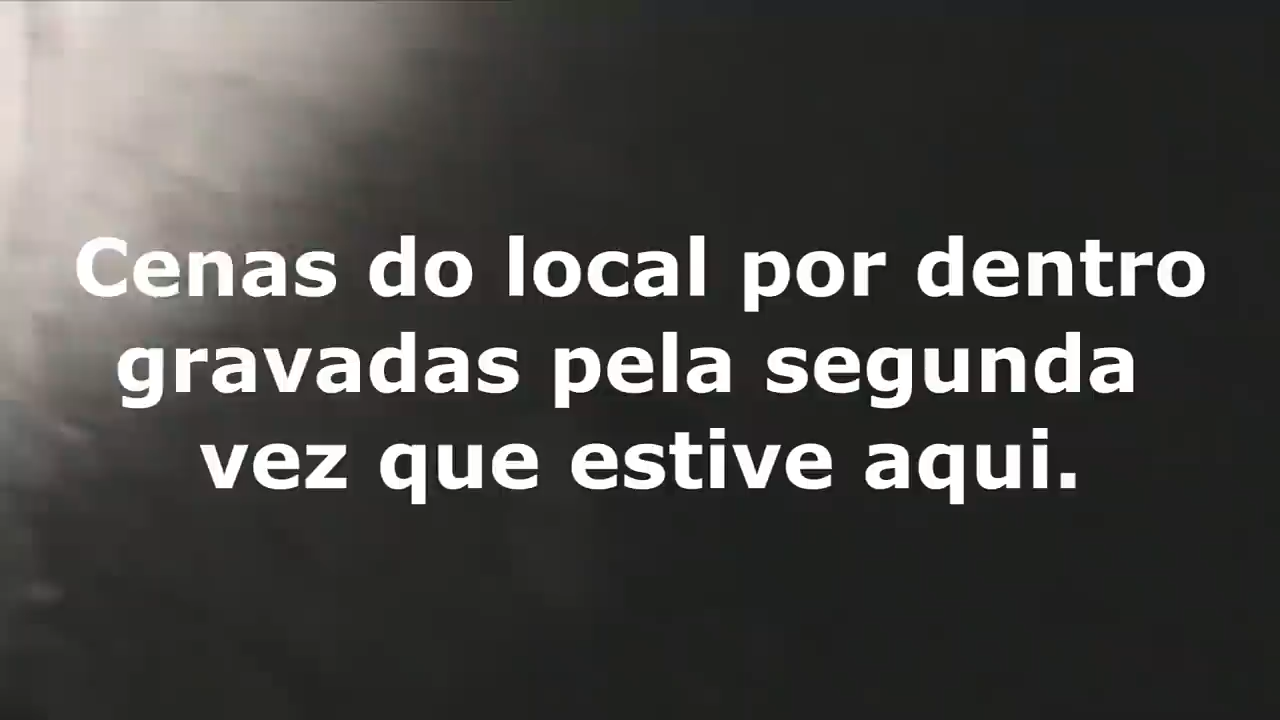 Cenas do local por dentro
gravadas pela segunda
vez que estive aqui.